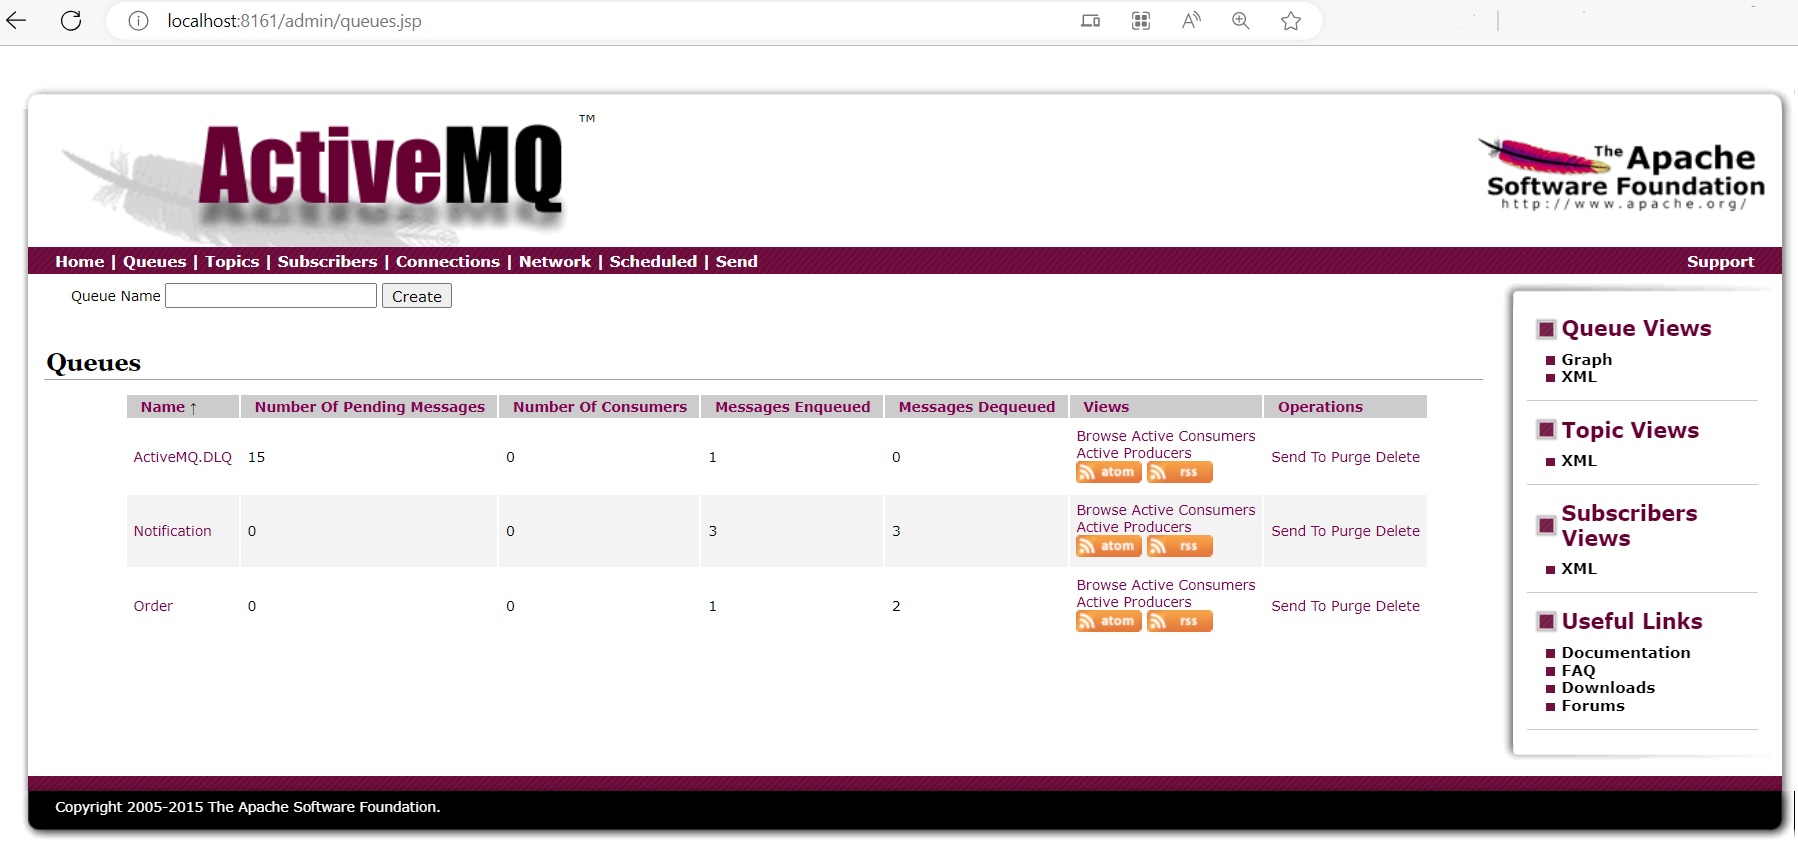 localhost:8161/admin/queues.jsp
ActiveMQ ™
The Apache
Software Foundation
http://www.apache.org/
Home | Queues | Topics | Subscribers | Connections | Network | Scheduled | Send Support
Queue Name Create
Queues
Name ↑ Number Of Pending Messages Number Of Consumers Messages Enqueued Messages Dequeued Views Operations
ActiveMQ.DLQ 15 0 1 0 Browse Active Consumers
Active Producers
atom rss
Send To Purge Delete
Notification 0 0 3 3 Browse Active Consumers
Active Producers
atom rss
Send To Purge Delete
Order 0 0 1 2 Browse Active Consumers
Active Producers
atom rss
Send To Purge Delete
Queue Views
Graph
XML
Topic Views
XML
Subscribers
Views
XML
Useful Links
Documentation
FAQ
Downloads
Forums
Copyright 2005-2015 The Apache Software Foundation.